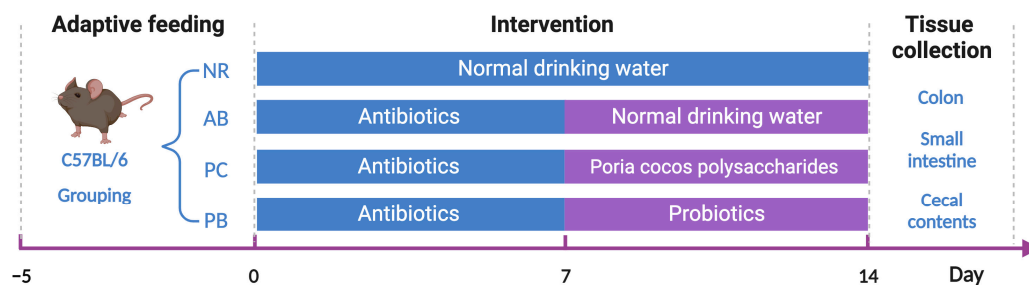 Adaptive feeding
Intervention
Tissue
collection
NR
Normal drinking water
AB
Antibiotics
Normal drinking water
PC
Antibiotics
Poria cocos polysaccharides
PB
Antibiotics
Probiotics
C57BL/6
Grouping
Colon
Small
intestine
Cecal
contents
−5
0
7
14
Day